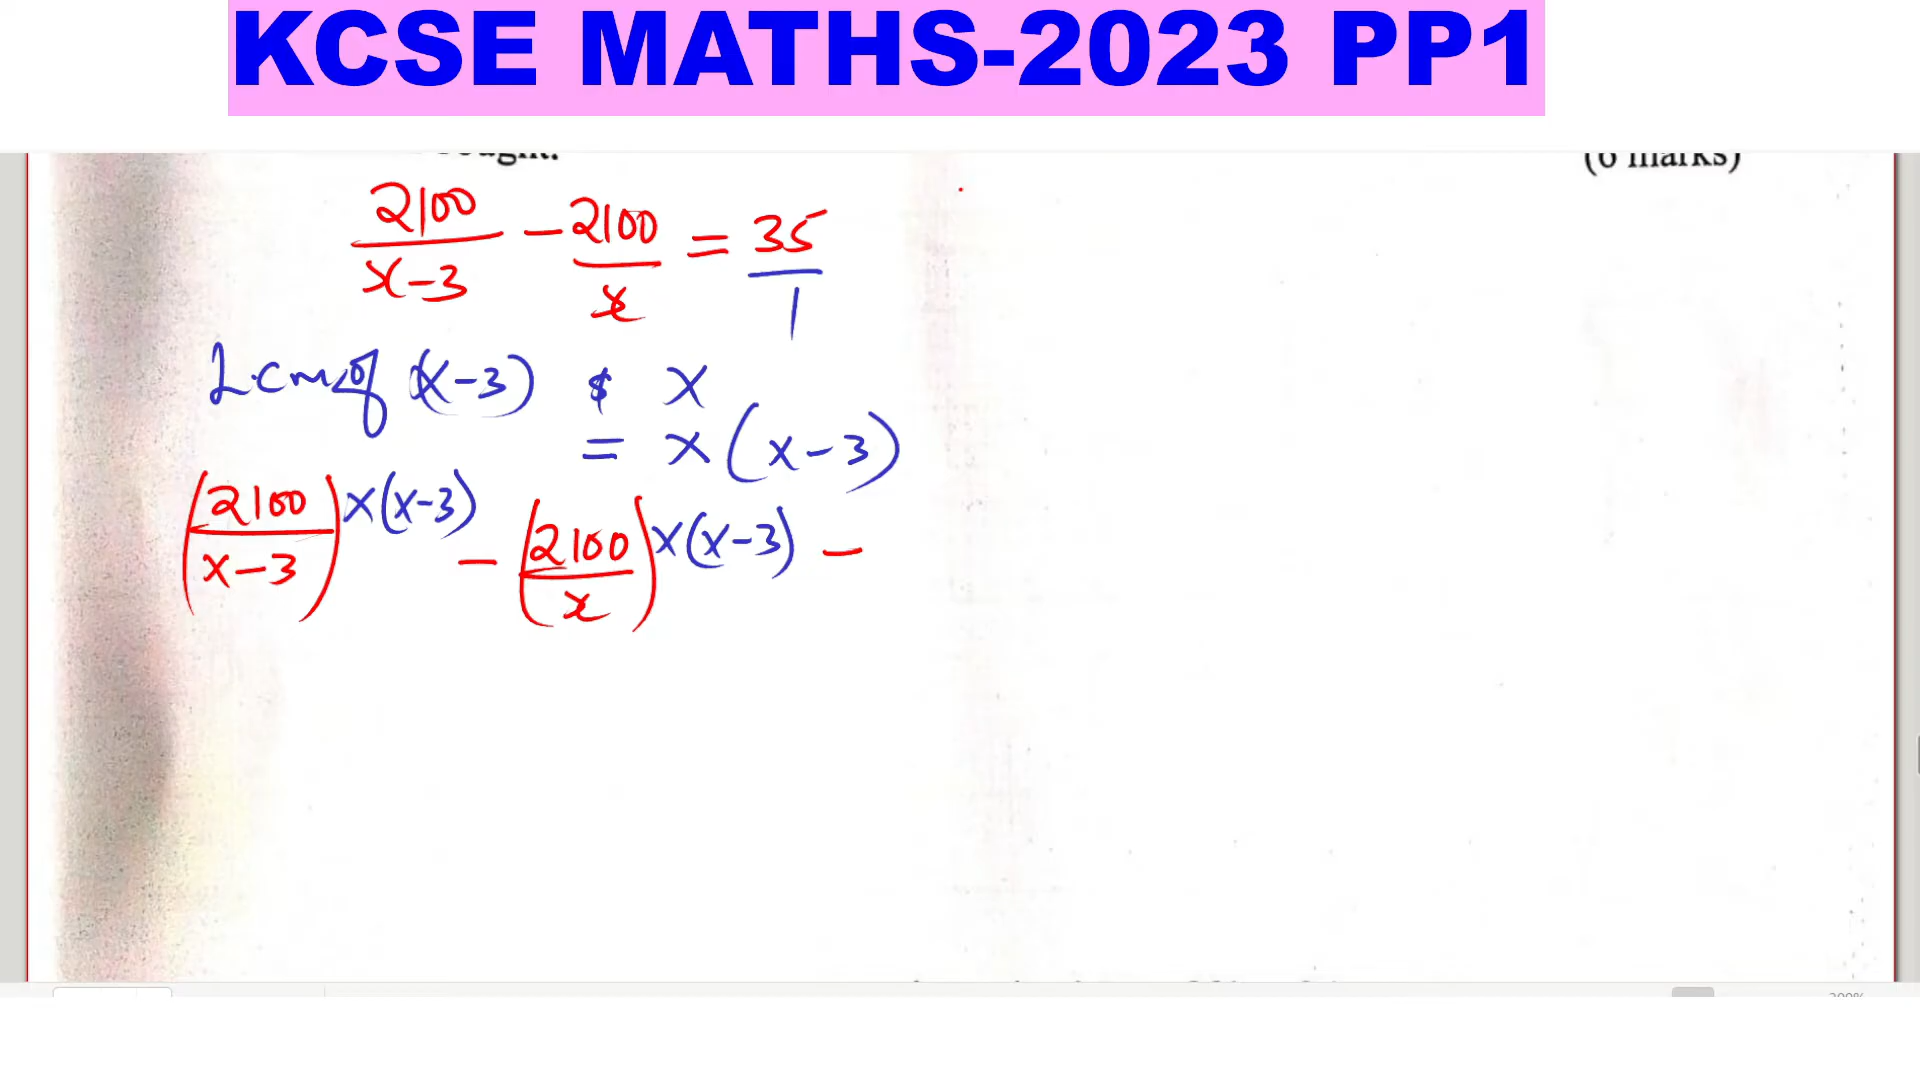 KCSE MATHS-2023 PP1
(6 marks)
2100/x-3 - 2100/x = 35/1
L.cm of (x-3) & x
= x(x-3)
(2100/x-3) x(x-3) - (2100/x) x(x-3) -